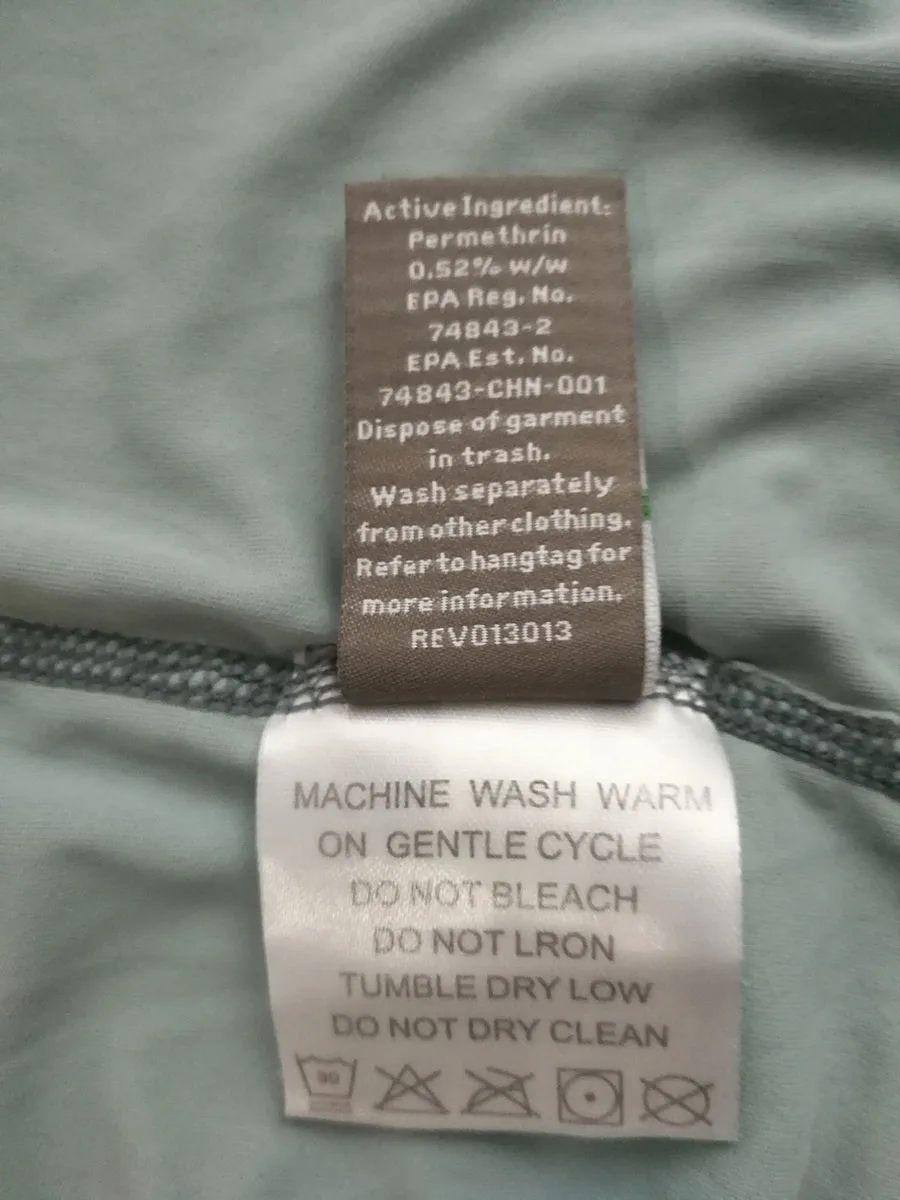 Active Ingredient:
Permethrin
0.52% w/w
EPA Reg. No.
74843-2
EPA Est. No.
74843-CHN-001
Dispose of garment
in trash.
Wash separately
from other clothing.
Refer to hangtag for
more information.
REV013013
MACHINE WASH WARM
ON GENTLE CYCLE
DO NOT BLEACH
DO NOT LRON
TUMBLE DRY LOW
DO NOT DRY CLEAN
30